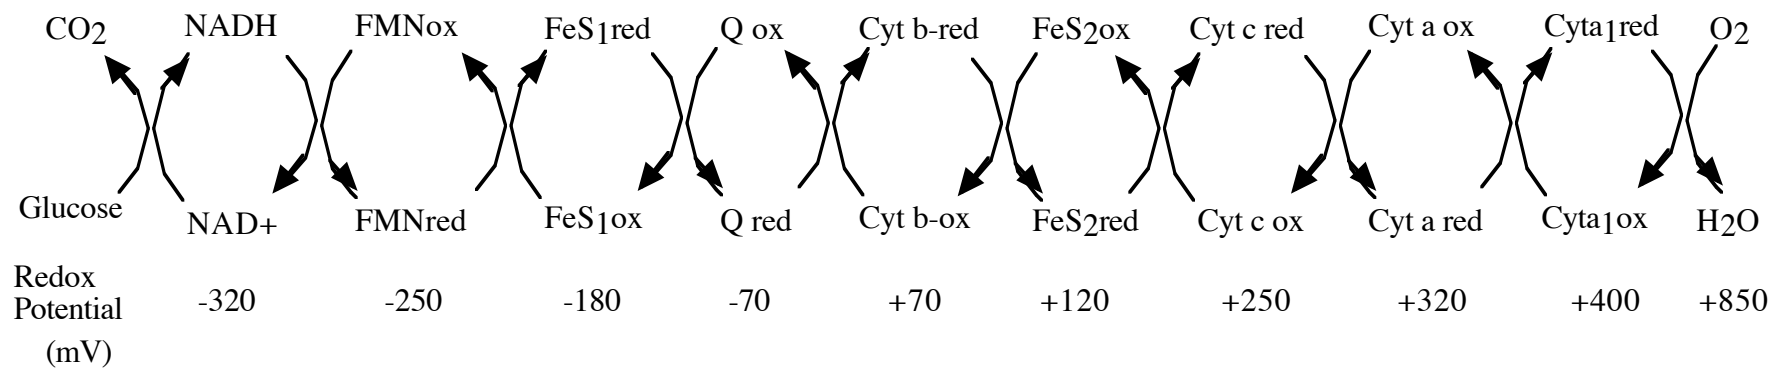 CO2 NADH FMNox FeS1red Q ox Cyt b-red FeS2ox Cyt c red Cyt a ox Cyta1red O2
Glucose NAD+ FMNred FeS1ox Q red Cyt b-ox FeS2red Cyt c ox Cyt a red Cyta1ox H2O
Redox
Potential -320 -250 -180 -70 +70 +120 +250 +320 +400 +850
(mV)